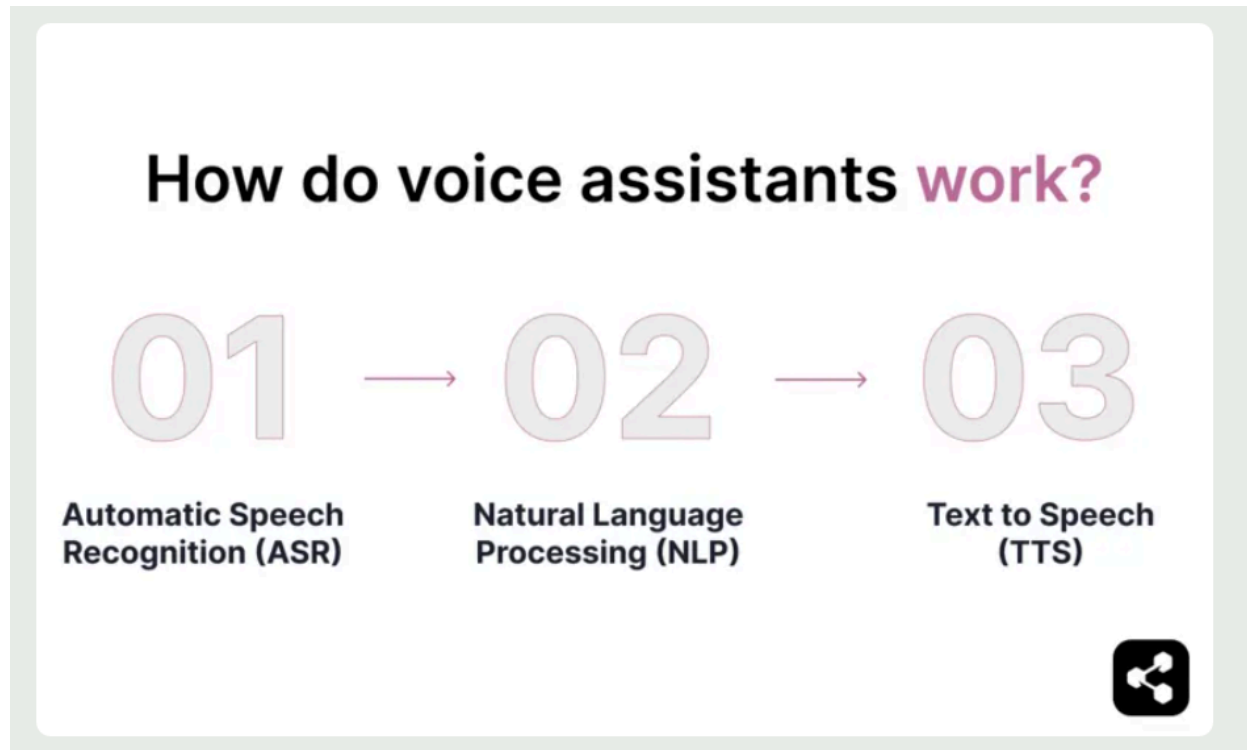 How do voice assistants work?
01
02
03
Automatic Speech
Recognition (ASR)
Natural Language
Processing (NLP)
Text to Speech
(TTS)